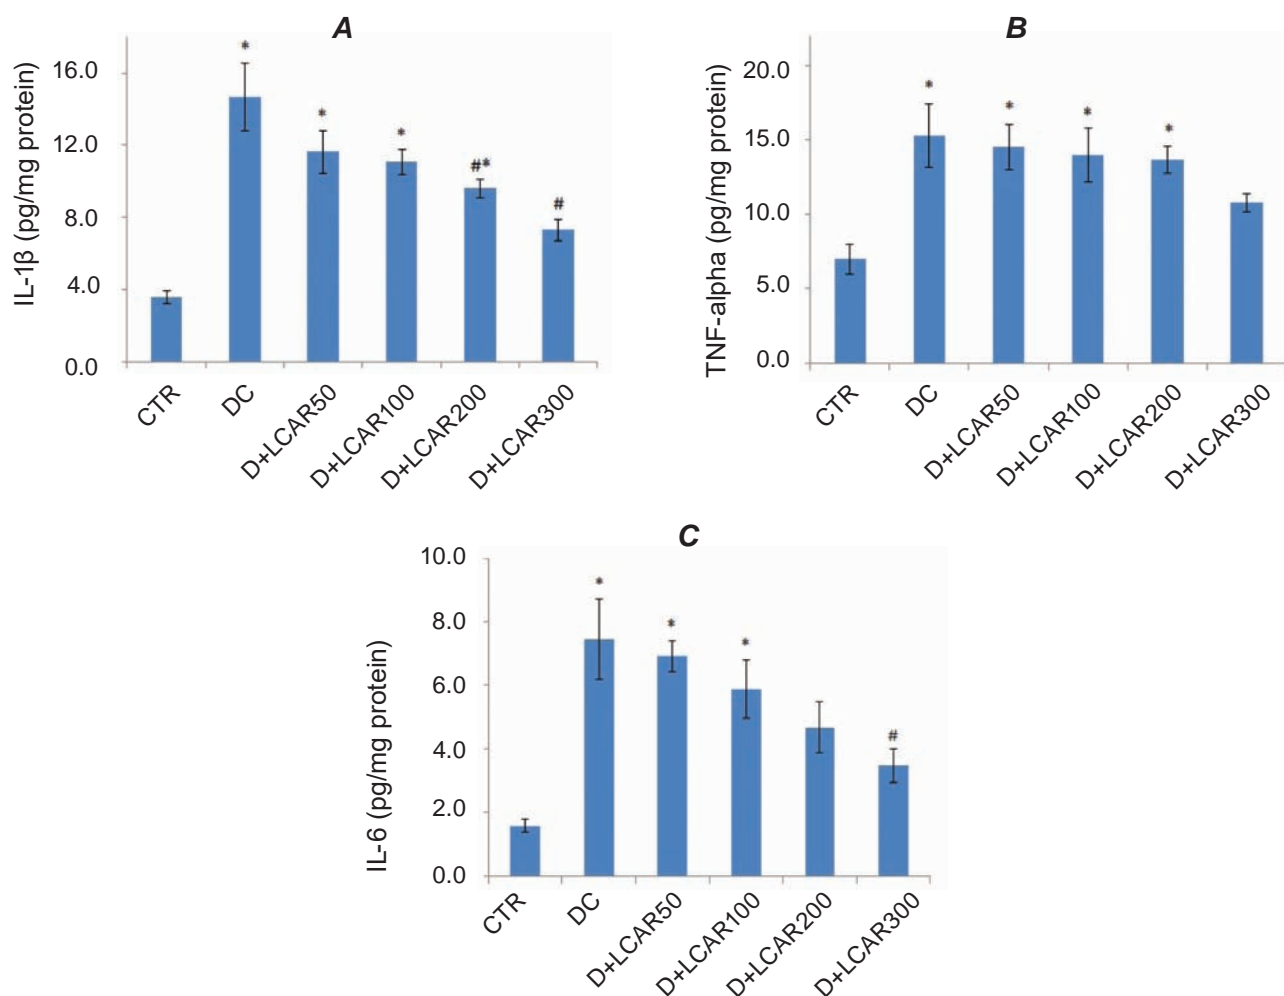 A
IL-1β (pg/mg protein)
16.0
12.0
8.0
4.0
0.0
*
*
*
#*
#
CTR
DC
D+LCAR50
D+LCAR100
D+LCAR200
D+LCAR300
B
TNF-alpha (pg/mg protein)
20.0
15.0
10.0
5.0
0.0
*
*
*
*
CTR
DC
D+LCAR50
D+LCAR100
D+LCAR200
D+LCAR300
C
IL-6 (pg/mg protein)
10.0
8.0
6.0
4.0
2.0
0.0
*
*
*
#
CTR
DC
D+LCAR50
D+LCAR100
D+LCAR200
D+LCAR300